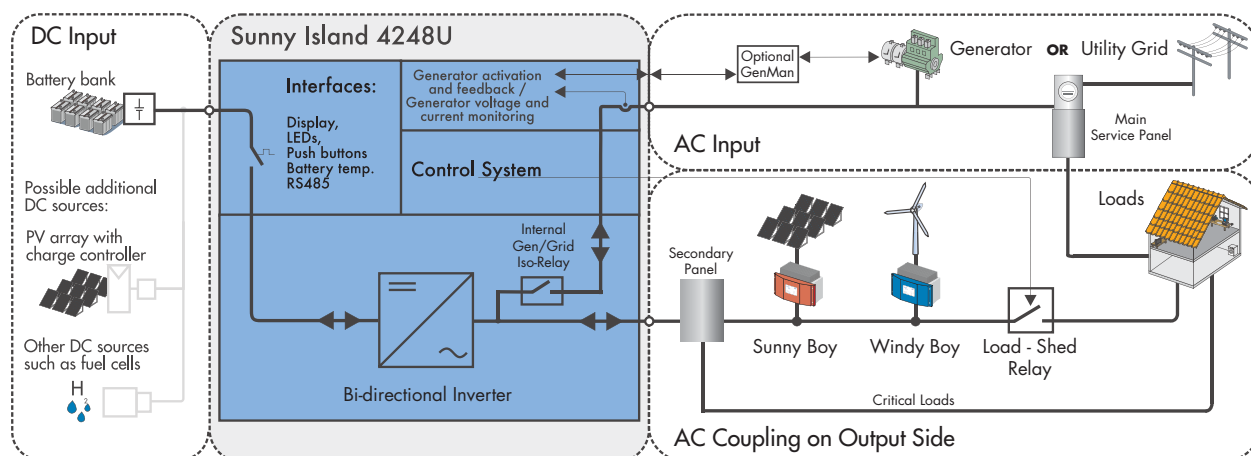 DC Input
Battery bank
Possible additional
DC sources:
PV array with
charge controller
Other DC sources
such as fuel cells
H
2
Sunny Island 4248U
Interfaces:
Display,
LEDs,
Push buttons
Battery temp.
RS485
Generator activation
and feedback /
Generator voltage and
current monitoring
Control System
Internal
Gen/Grid
Iso-Relay
Bi-directional Inverter
Optional
GenMan
Generator OR Utility Grid
Main
Service Panel
AC Input
Loads
Secondary
Panel
Sunny Boy
Windy Boy
Load - Shed
Relay
Critical Loads
AC Coupling on Output Side